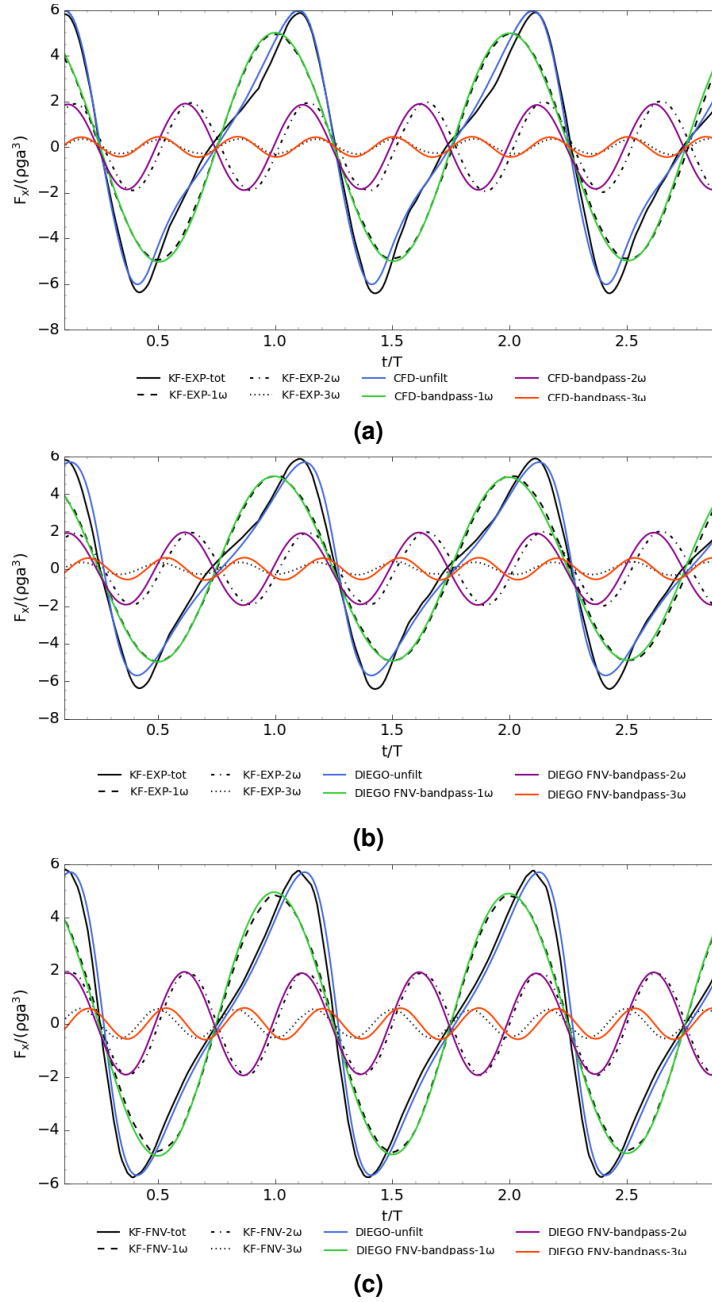 6
4
2
0
−2
−4
−6
−8
Fₓ/(ρga³)
0.5 1.0 1.5 2.0 2.5
t/T
KF-EXP-tot KF-EXP-2ω CFD-unfilt CFD-bandpass-2ω
KF-EXP-1ω KF-EXP-3ω CFD-bandpass-1ω CFD-bandpass-3ω
(a)
6
4
2
0
−2
−4
−6
−8
Fₓ/(ρga³)
0.5 1.0 1.5 2.0 2.5
t/T
KF-EXP-tot KF-EXP-2ω DIEGO-unfilt DIEGO FNV-bandpass-2ω
KF-EXP-1ω KF-EXP-3ω DIEGO FNV-bandpass-1ω DIEGO FNV-bandpass-3ω
(b)
6
4
2
0
−2
−4
−6
Fₓ/(ρga³)
0.5 1.0 1.5 2.0 2.5
t/T
KF-FNV-tot KF-FNV-2ω DIEGO-unfilt DIEGO FNV-bandpass-2ω
KF-FNV-1ω KF-FNV-3ω DIEGO FNV-bandpass-1ω DIEGO FNV-bandpass-3ω
(c)